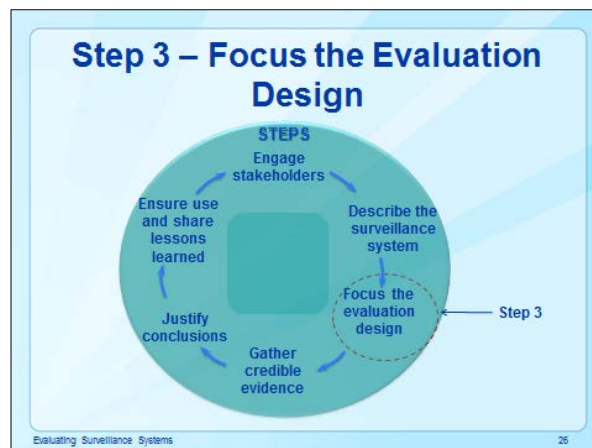 Step 3 – Focus the Evaluation
Design
STEPS
Engage
stakeholders
Describe the
surveillance
system
Focus the
evaluation
design
Step 3
Gather
credible
evidence
Justify
conclusions
Ensure use
and share
lessons
learned
Evaluating Surveillance Systems
26